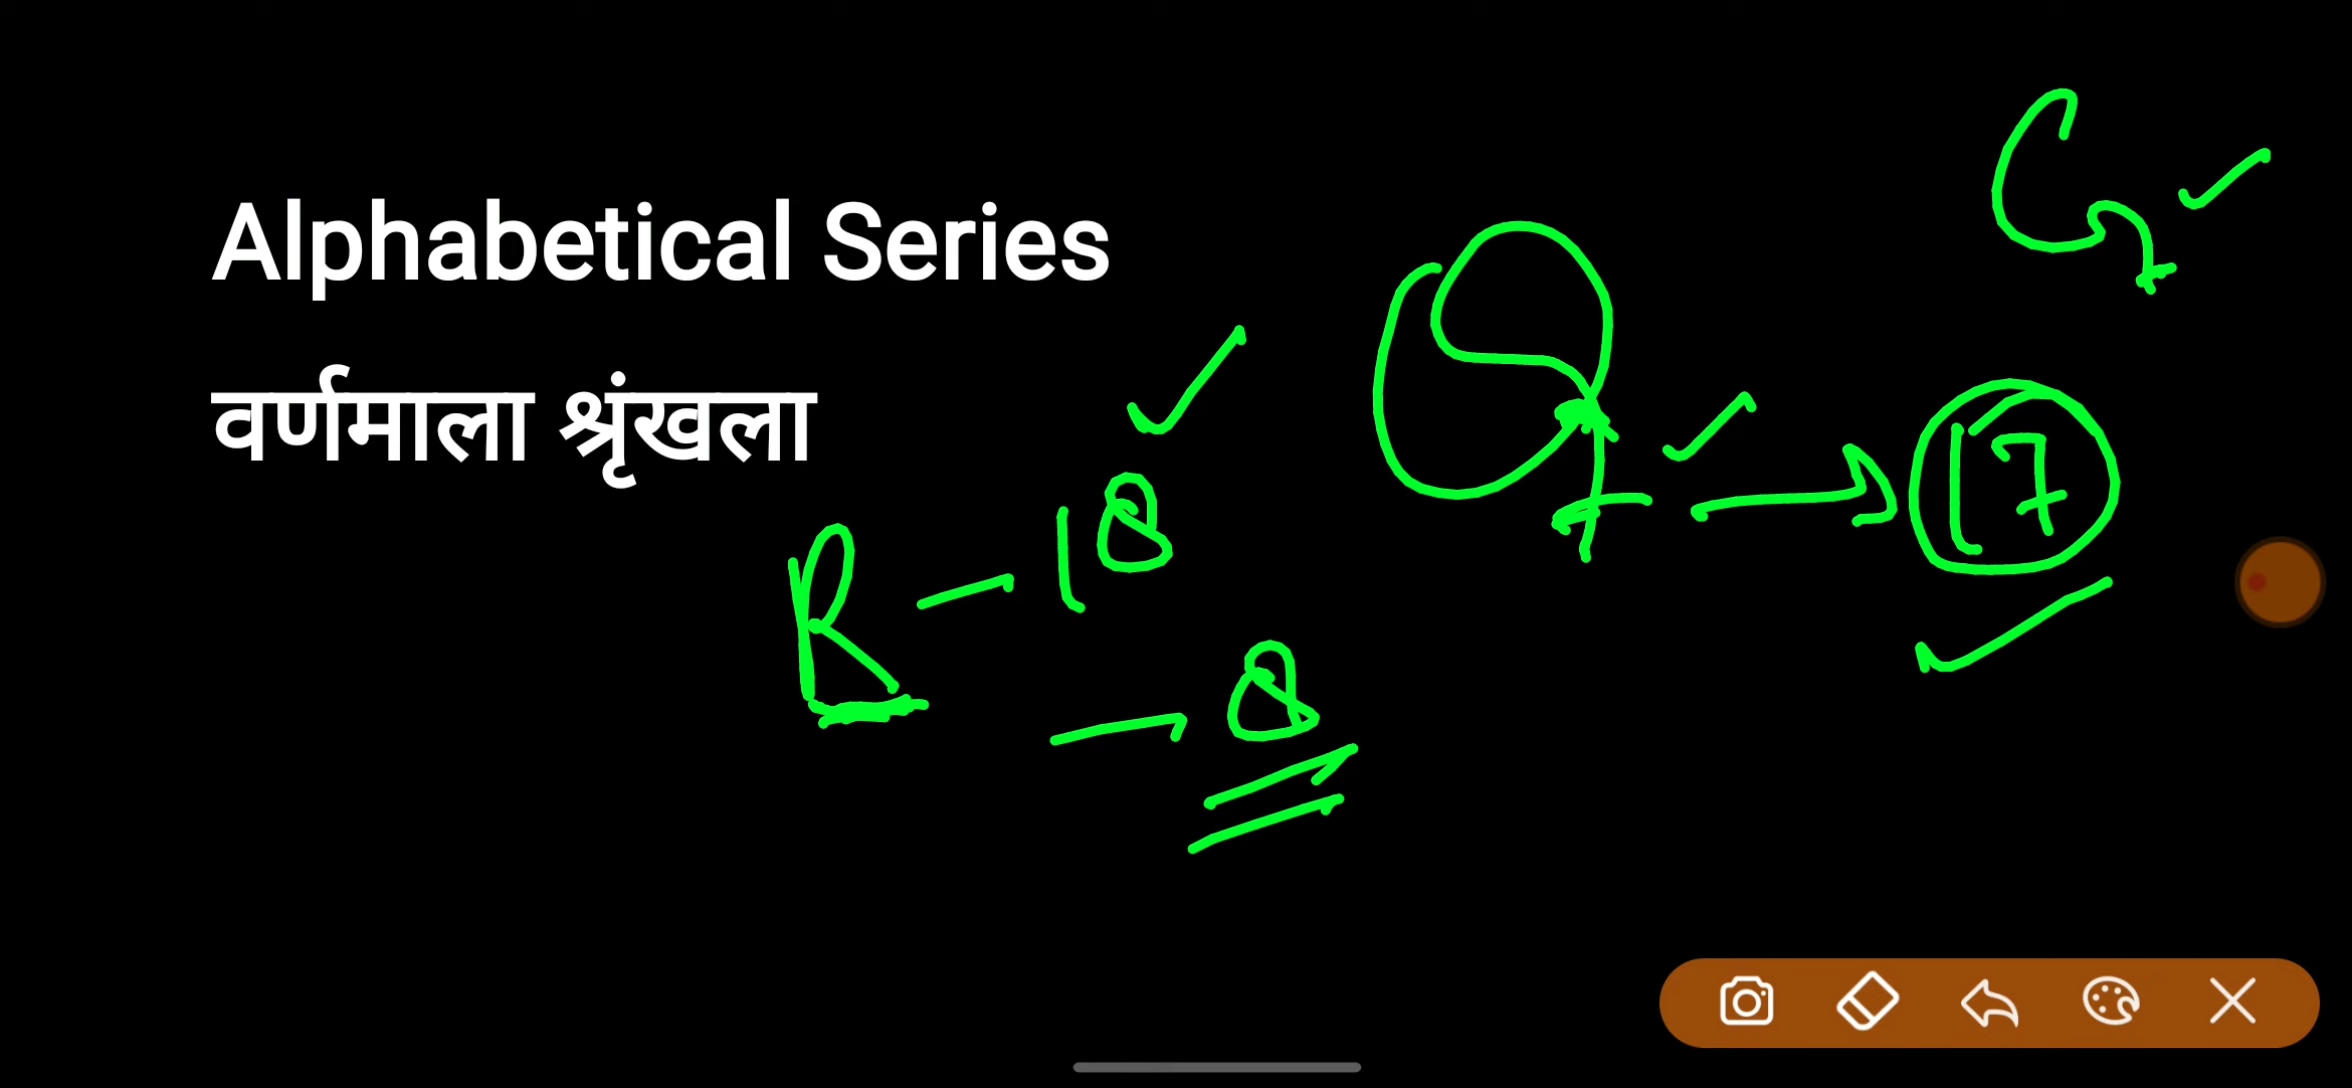 Alphabetical Series
वर्णमाला श्रृंखला
R - 18
→ 8
Q → 17
G